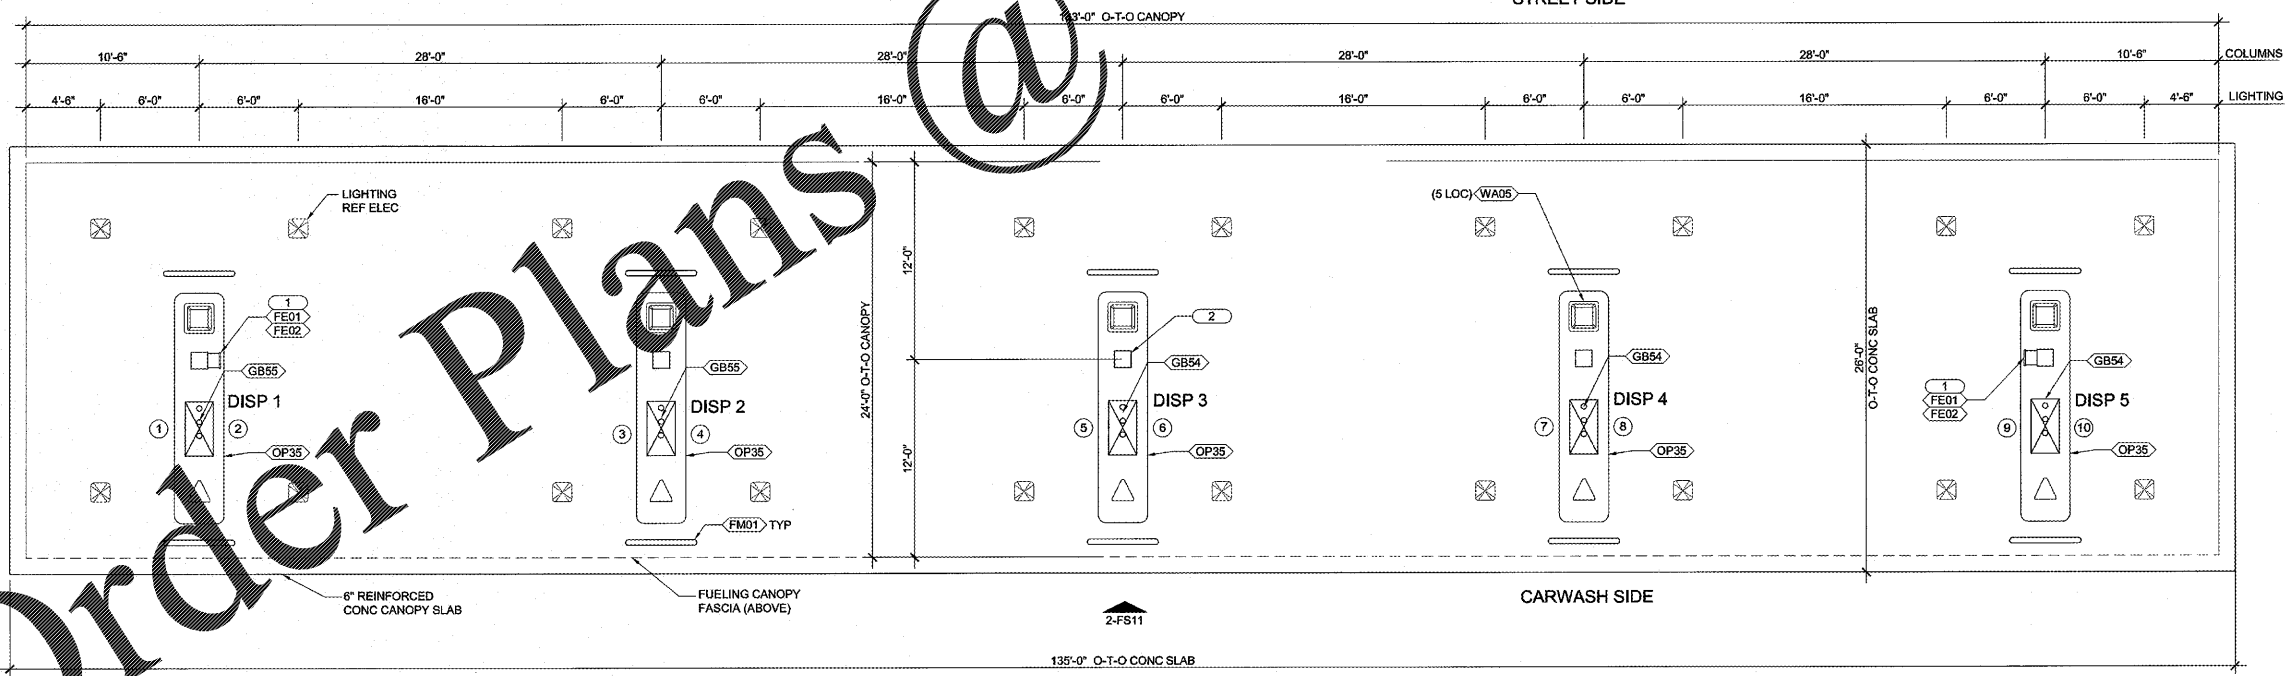 STREET SIDE
133'-0" O-T-O CANOPY
10'-6" 28'-0" 28'-0" 28'-0" 28'-0" 10'-6" COLUMNS
4'-6" 6'-0" 6'-0" 16'-0" 6'-0" 6'-0" 16'-0" 6'-0" 6'-0" 16'-0" 6'-0" 6'-0" 16'-0" 6'-0" 6'-0" 4'-6" LIGHTING
Order Plans @
LIGHTING
REF ELEC
(5 LOC) WA05
12'-0"
24'-0" O-T-O CANOPY
12'-0"
26'-0"
O-T-O CONC SLAB
1
FE01
FE02
GB55
DISP 1
1 2
OP35
GB55
DISP 2
3 4
OP35
FM01 TYP
2
GB54
DISP 3
5 6
OP35
GB54
DISP 4
7 8
OP35
1
FE01
FE02
GB54
DISP 5
9 10
OP35
6" REINFORCED
CONC CANOPY SLAB
FUELING CANOPY
FASCIA (ABOVE)
2-FS11
CARWASH SIDE
135'-0" O-T-O CONC SLAB